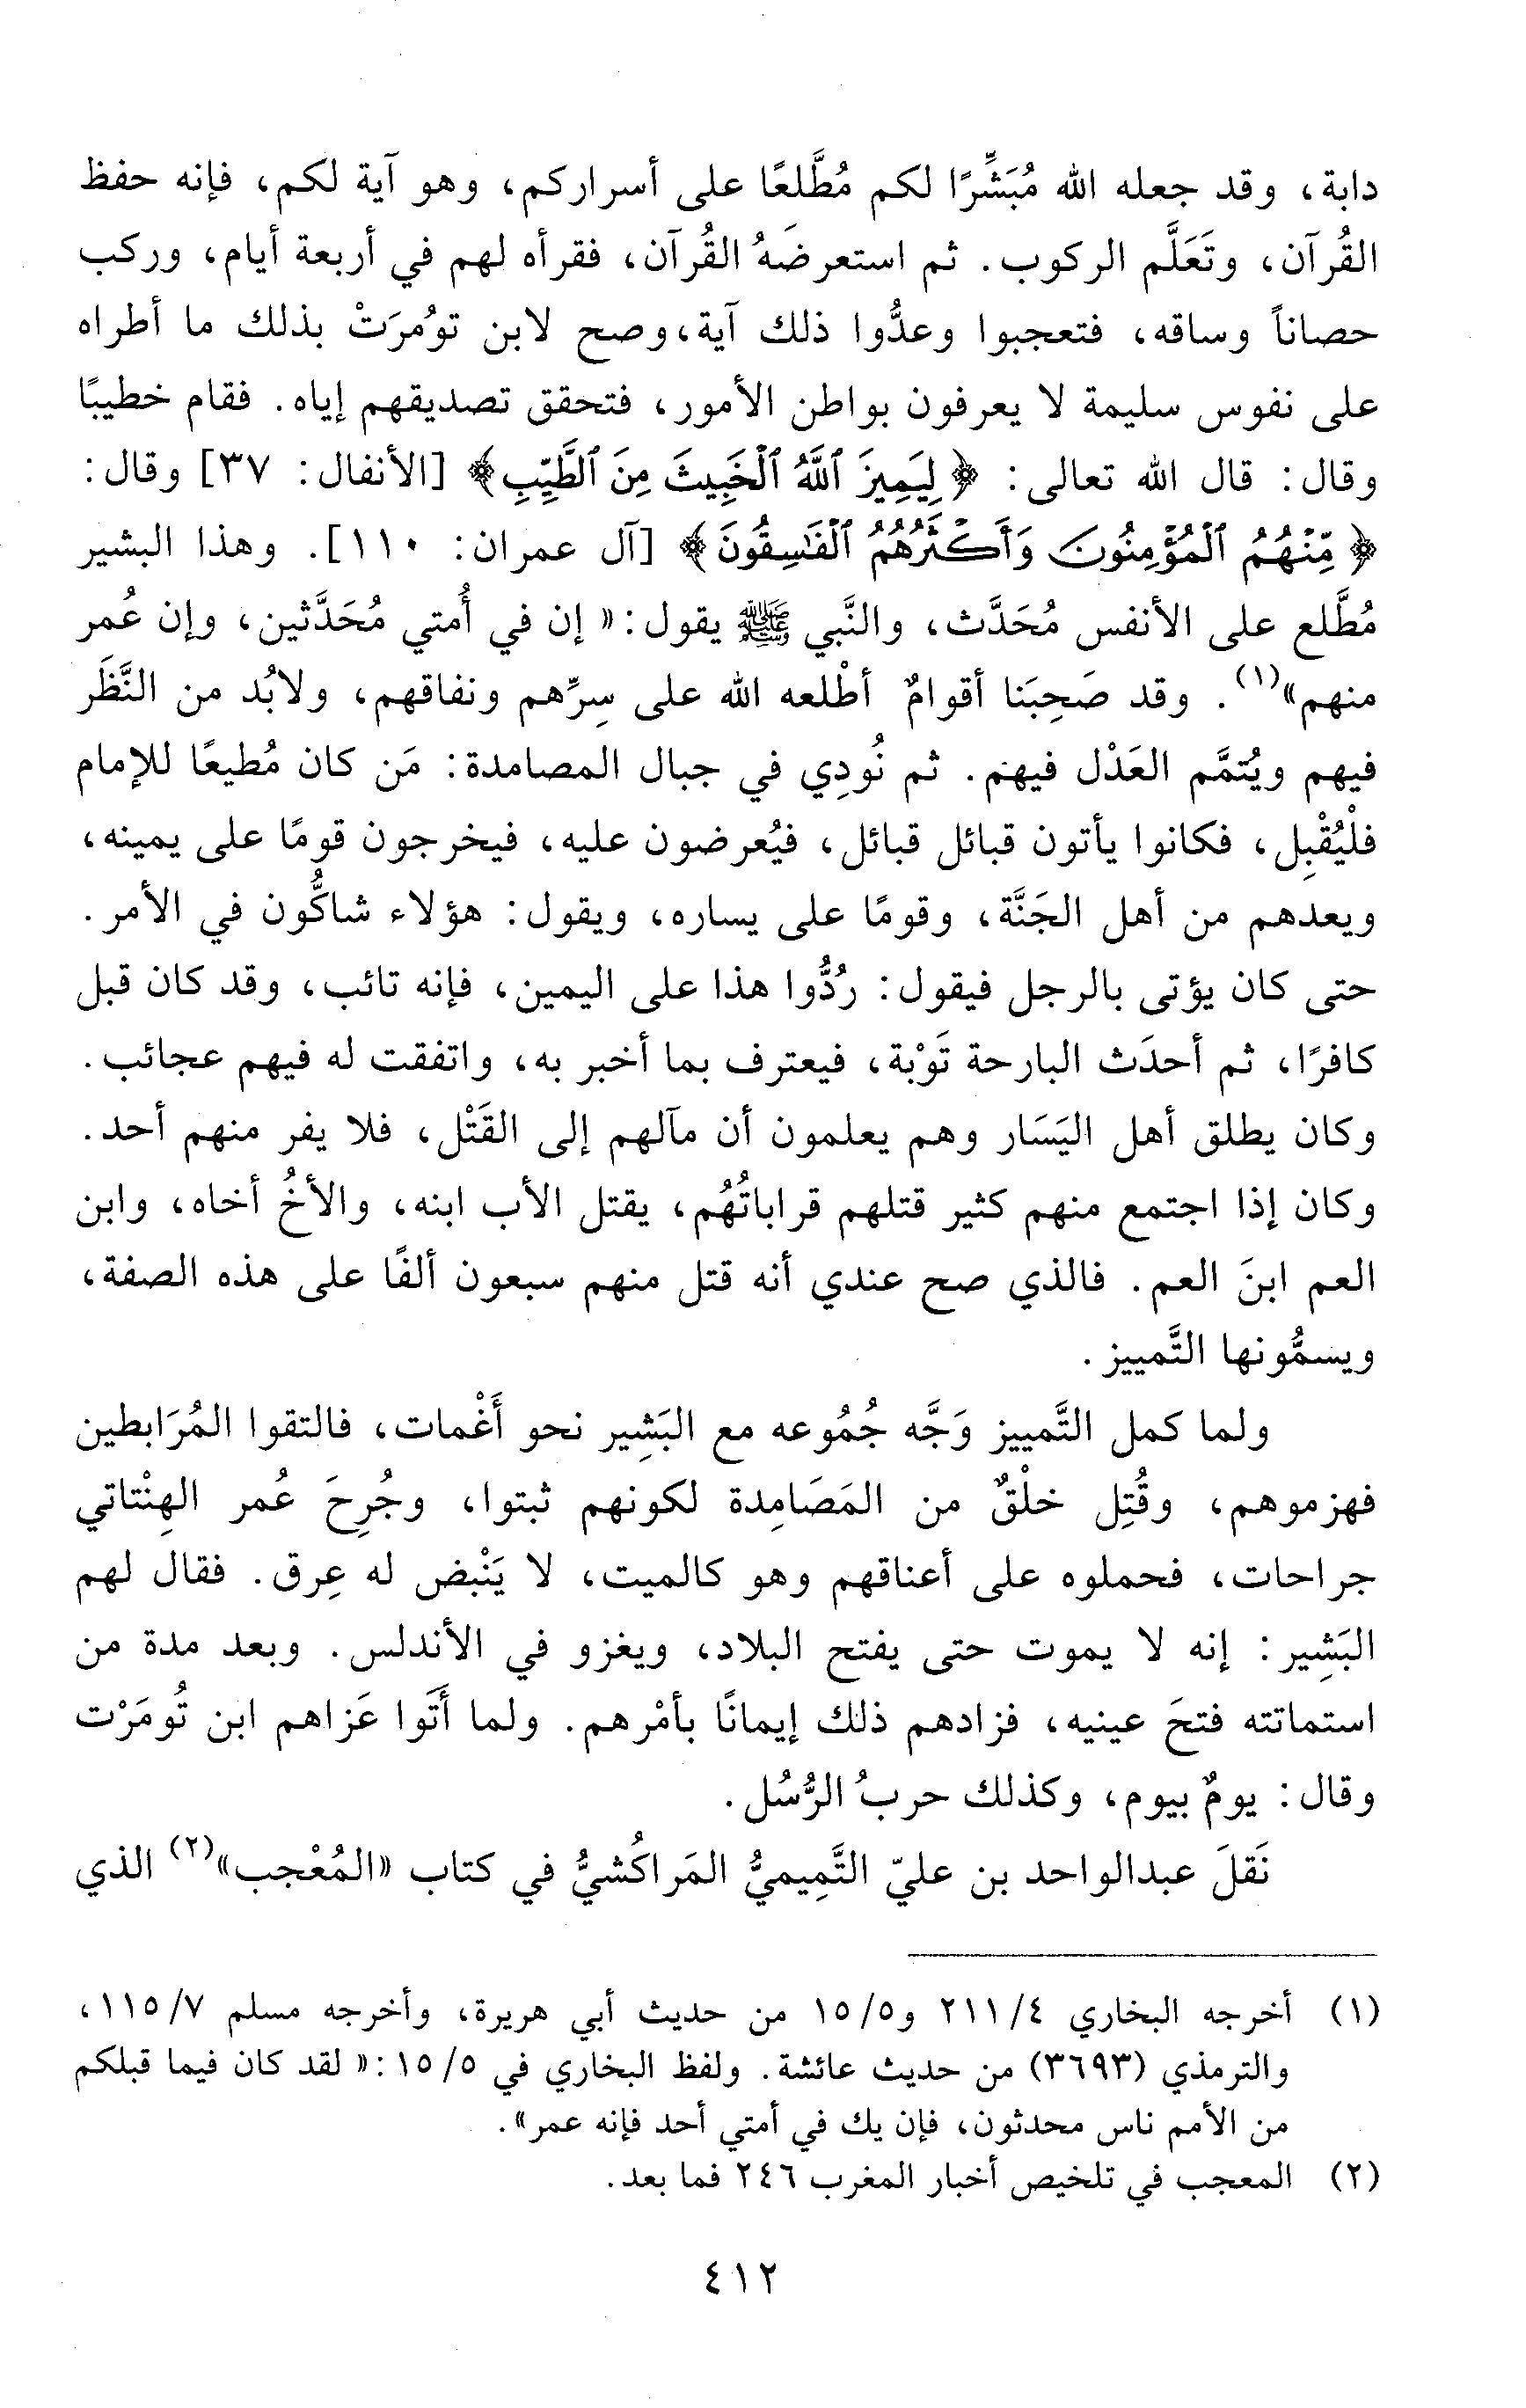 دابة، وقد جعله الله مُبَشِّرًا لكم مُطَّلعًا على أسراركم، وهو آية لكم، فإنه حفظ
القُرآن، وتَعَلَّم الركوب. ثم استعرضَهُ القُرآن، فقرأه لهم في أربعة أيام، وركب
حصاناً وساقه، فتعجبوا وعدُّوا ذلك آية،وصح لابن تومُرَتْ بذلك ما أطراه
على نفوس سليمة لا يعرفون بواطن الأمور، فتحقق تصديقهم إياه. فقام خطيبًا
وقال: قال الله تعالى: ﴿لِيَمِيزَ ٱللَّهُ ٱلْخَبِيثَ مِنَ ٱلطَّيِّبِ﴾ [الأنفال: ٣٧] وقال:
﴿مِّنْهُمُ ٱلْمُؤْمِنُونَ وَأَكْثَرُهُمُ ٱلْفَاسِقُونَ﴾ [آل عمران: ١١٠]. وهذا البشير
مُطَّلع على الأنفس مُحَدَّث، والنَّبي ﷺ يقول: «إن في أُمتي مُحَدَّثين، وإن عُمر
منهم»(١). وقد صَحِبَنا أقوامٌ أطْلعه الله على سِرِّهم ونفاقهم، ولابُد من النَّظَر
فيهم ويُتمَّم العَدْل فيهم. ثم نُودِي في جبال المصامدة: مَن كان مُطيعًا للإمام
فلْيُقْبِل، فكانوا يأتون قبائل قبائل، فيُعرضون عليه، فيخرجون قومًا على يمينه،
ويعدهم من أهل الجَنَّة، وقومًا على يساره، ويقول: هؤلاء شاكُّون في الأمر.
حتى كان يؤتى بالرجل فيقول: رُدُّوا هذا على اليمين، فإنه تائب، وقد كان قبل
كافرًا، ثم أحدَث البارحة تَوْبة، فيعترف بما أخبر به، واتفقت له فيهم عجائب.
وكان يطلق أهل اليَسَار وهم يعلمون أن مآلهم إلى القَتْل، فلا يفر منهم أحد.
وكان إذا اجتمع منهم كثير قتلهم قراباتُهُم، يقتل الأب ابنه، والأخُ أخاه، وابن
العم ابنَ العم. فالذي صح عندي أنه قتل منهم سبعون ألفًا على هذه الصفة،
ويسمُّونها التَّمييز.
ولما كمل التَّمييز وَجَّه جُمُوعه مع البَشِير نحو أَغْمات، فالتقوا المُرَابطين
فهزموهم، وقُتِل خلْقٌ من المَصَامِدة لكونهم ثبتوا، وجُرِحَ عُمر الهِنْتاتي
جراحات، فحملوه على أعناقهم وهو كالميت، لا يَنْبض له عِرق. فقال لهم
البَشِير: إنه لا يموت حتى يفتح البلاد، ويغزو في الأندلس. وبعد مدة من
استماتته فتحَ عينيه، فزادهم ذلك إيمانًا بأمْرهم. ولما أَتَوا عَزاهم ابن تُومَرْت
وقال: يومٌ بيوم، وكذلك حربُ الرُّسُل.
نَقلَ عبدالواحد بن عليّ التَّمِيميُّ المَراكُشيُّ في كتاب «المُعْجب»(٢) الذي
(١) أخرجه البخاري ٢١١/٤ و١٥/٥ من حديث أبي هريرة، وأخرجه مسلم ١١٥/٧،
والترمذي (٣٦٩٣) من حديث عائشة. ولفظ البخاري في ١٥/٥: «لقد كان فيما قبلكم
من الأمم ناس محدثون، فإن يك في أمتي أحد فإنه عمر».
(٢) المعجب في تلخيص أخبار المغرب ٢٤٦ فما بعد.
٤١٢